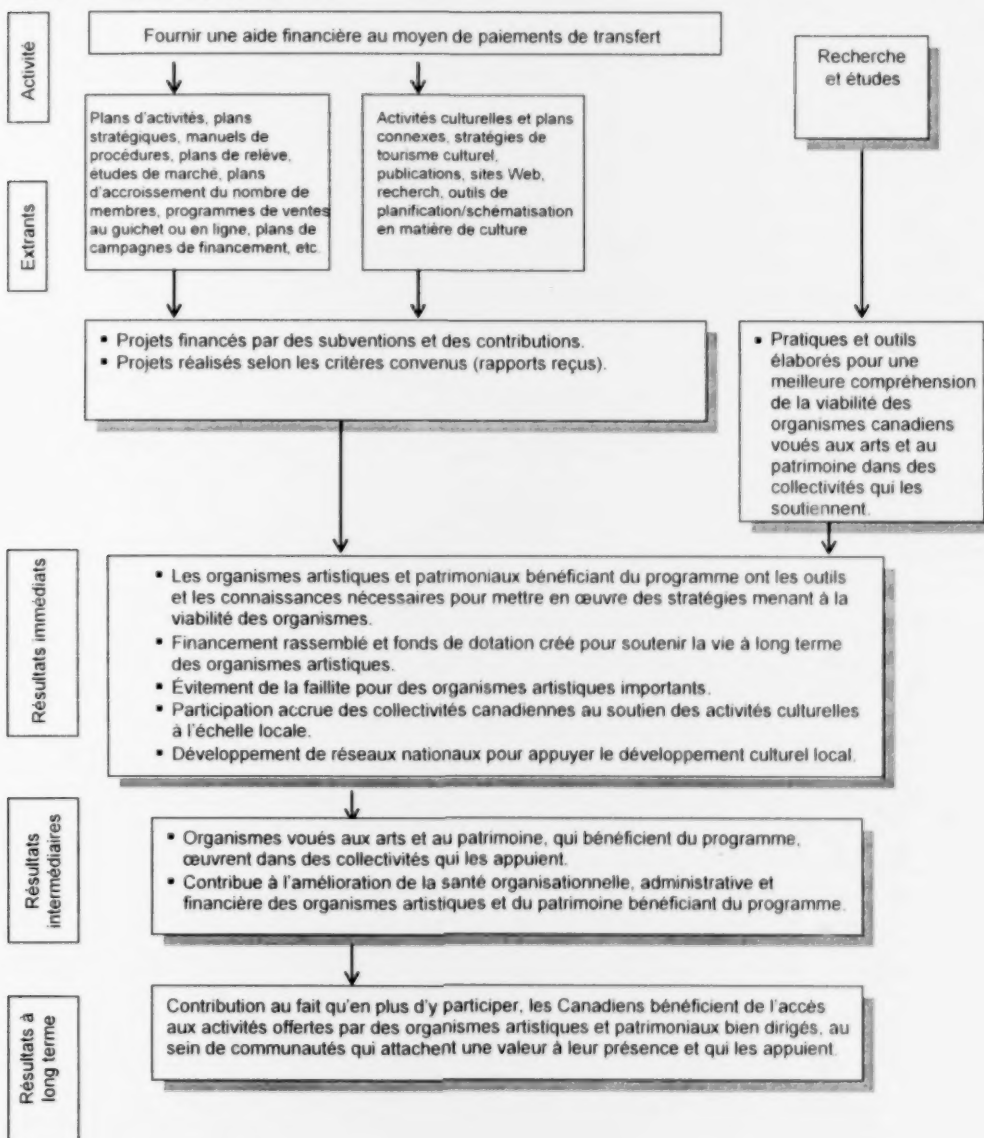 Activité
Fournir une aide financière au moyen de paiements de transfert
Recherche
et études
Extrants
Plans d'activités, plans
stratégiques, manuels de
procédures, plans de relève,
études de marché, plans
d'accroissement du nombre de
membres, programmes de ventes
au guichet ou en ligne, plans de
campagnes de financement, etc.
Activités culturelles et plans
connexes, stratégies de
tourisme culturel,
publications, sites Web,
recherch, outils de
planification/schématisation
en matière de culture
▪ Projets financés par des subventions et des contributions.
▪ Projets réalisés selon les critères convenus (rapports reçus).
▪ Pratiques et outils
élaborés pour une
meilleure compréhension
de la viabilité des
organismes canadiens
voués aux arts et au
patrimoine dans des
collectivités qui les
soutiennent.
Résultats immédiats
▪ Les organismes artistiques et patrimoniaux bénéficiant du programme ont les outils
et les connaissances nécessaires pour mettre en œuvre des stratégies menant à la
viabilité des organismes.
▪ Financement rassemblé et fonds de dotation créé pour soutenir la vie à long terme
des organismes artistiques.
▪ Évitement de la faillite pour des organismes artistiques importants.
▪ Participation accrue des collectivités canadiennes au soutien des activités culturelles
à l'échelle locale.
▪ Développement de réseaux nationaux pour appuyer le développement culturel local.
Résultats
intermédiaires
▪ Organismes voués aux arts et au patrimoine, qui bénéficient du programme,
œuvrent dans des collectivités qui les appuient.
▪ Contribue à l'amélioration de la santé organisationnelle, administrative et
financière des organismes artistiques et du patrimoine bénéficiant du programme.
Résultats à
long terme
Contribution au fait qu'en plus d'y participer, les Canadiens bénéficient de l'accès
aux activités offertes par des organismes artistiques et patrimoniaux bien dirigés, au
sein de communautés qui attachent une valeur à leur présence et qui les appuient.